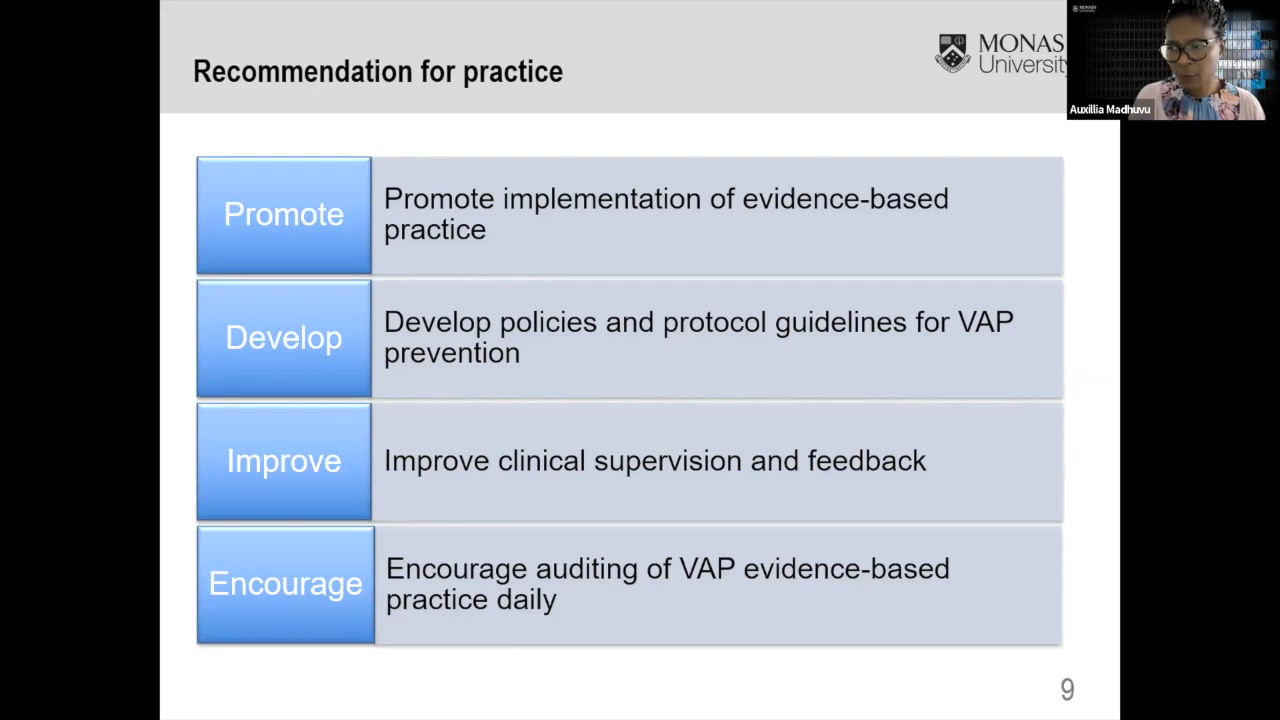 Recommendation for practice
MONAS
University
MONASH
University
Auxillia Madhuvu
Promote
Promote implementation of evidence-based
practice
Develop
Develop policies and protocol guidelines for VAP
prevention
Improve
Improve clinical supervision and feedback
Encourage
Encourage auditing of VAP evidence-based
practice daily
9